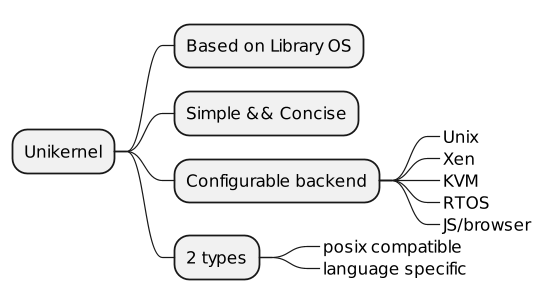 Based on Library OS
Simple && Concise
Unikernel
Configurable backend
Unix
Xen
KVM
RTOS
JS/browser
2 types
posix compatible
language specific